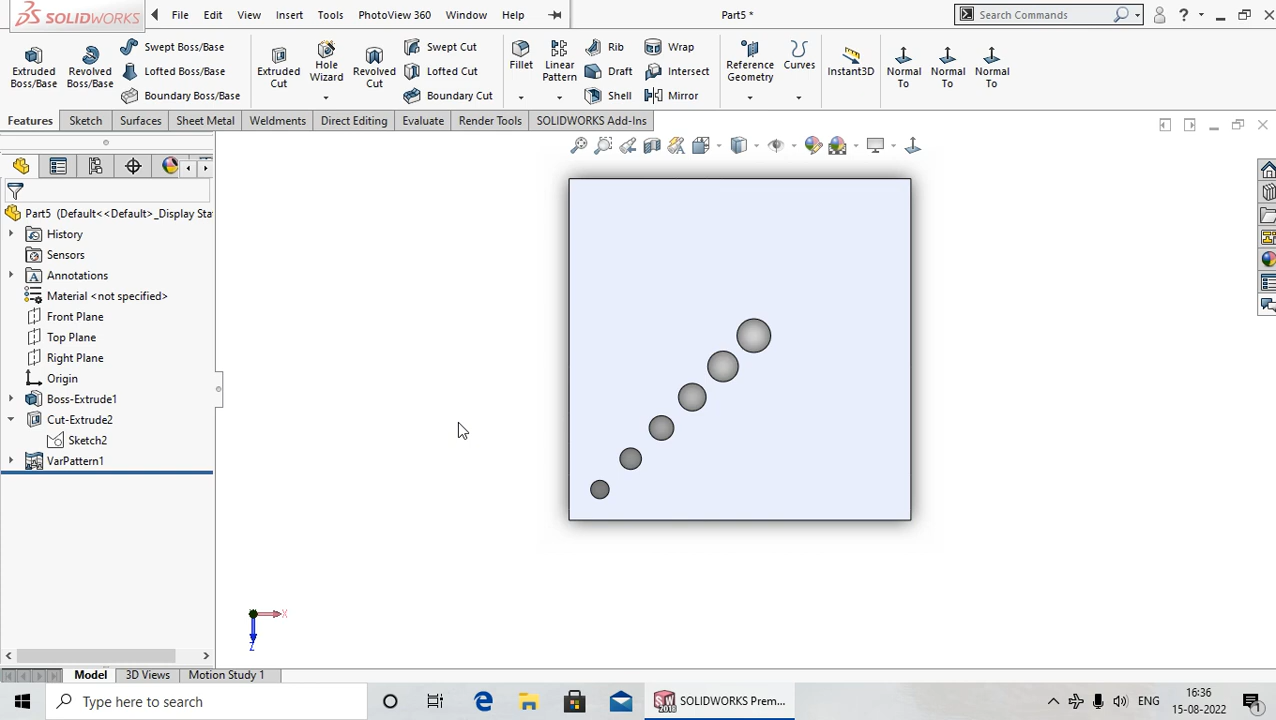 SOLIDWORKS
File Edit View Insert Tools PhotoView 360 Window Help
Part5 *
Search Commands
?
Extruded Boss/Base
Revolved Boss/Base
Swept Boss/Base
Lofted Boss/Base
Boundary Boss/Base
Extruded Cut
Hole Wizard
Revolved Cut
Swept Cut
Lofted Cut
Boundary Cut
Fillet
Linear Pattern
Rib
Draft
Shell
Wrap
Intersect
Mirror
Reference Geometry
Curves
Instant3D
Normal To
Normal To
Normal To
Features Sketch Surfaces Sheet Metal Weldments Direct Editing Evaluate Render Tools SOLIDWORKS Add-Ins
Part5 (Default<<Default>_Display Sta
History
Sensors
Annotations
Material <not specified>
Front Plane
Top Plane
Right Plane
Origin
Boss-Extrude1
Cut-Extrude2
Sketch2
VarPattern1
X
Z
Model 3D Views Motion Study 1
Type here to search
SW 2018
SOLIDWORKS Prem...
ENG
16:36
15-08-2022
1